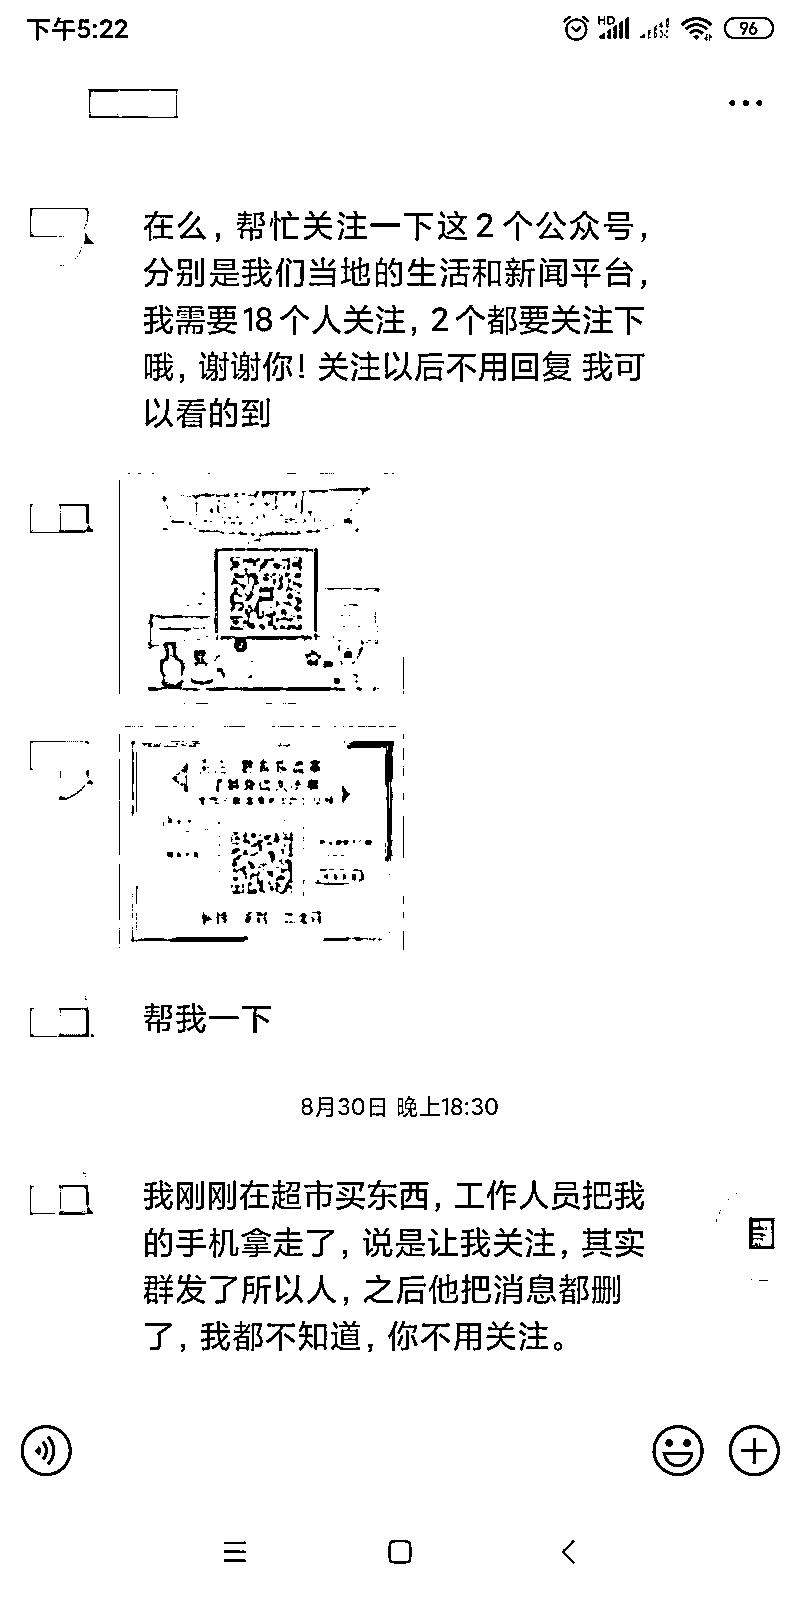 下午5:22
HD
96
在么，帮忙关注一下这2个公众号，
分别是我们当地的生活和新闻平台，
我需要18个人关注，2个都要关注下
哦，谢谢你！关注以后不用回复 我可
以看的到
帮我一下
8月30日 晚上18:30
我刚刚在超市买东西，工作人员把我
的手机拿走了，说是让我关注，其实
群发了所以人，之后他把消息都删
了，我都不知道，你不用关注。